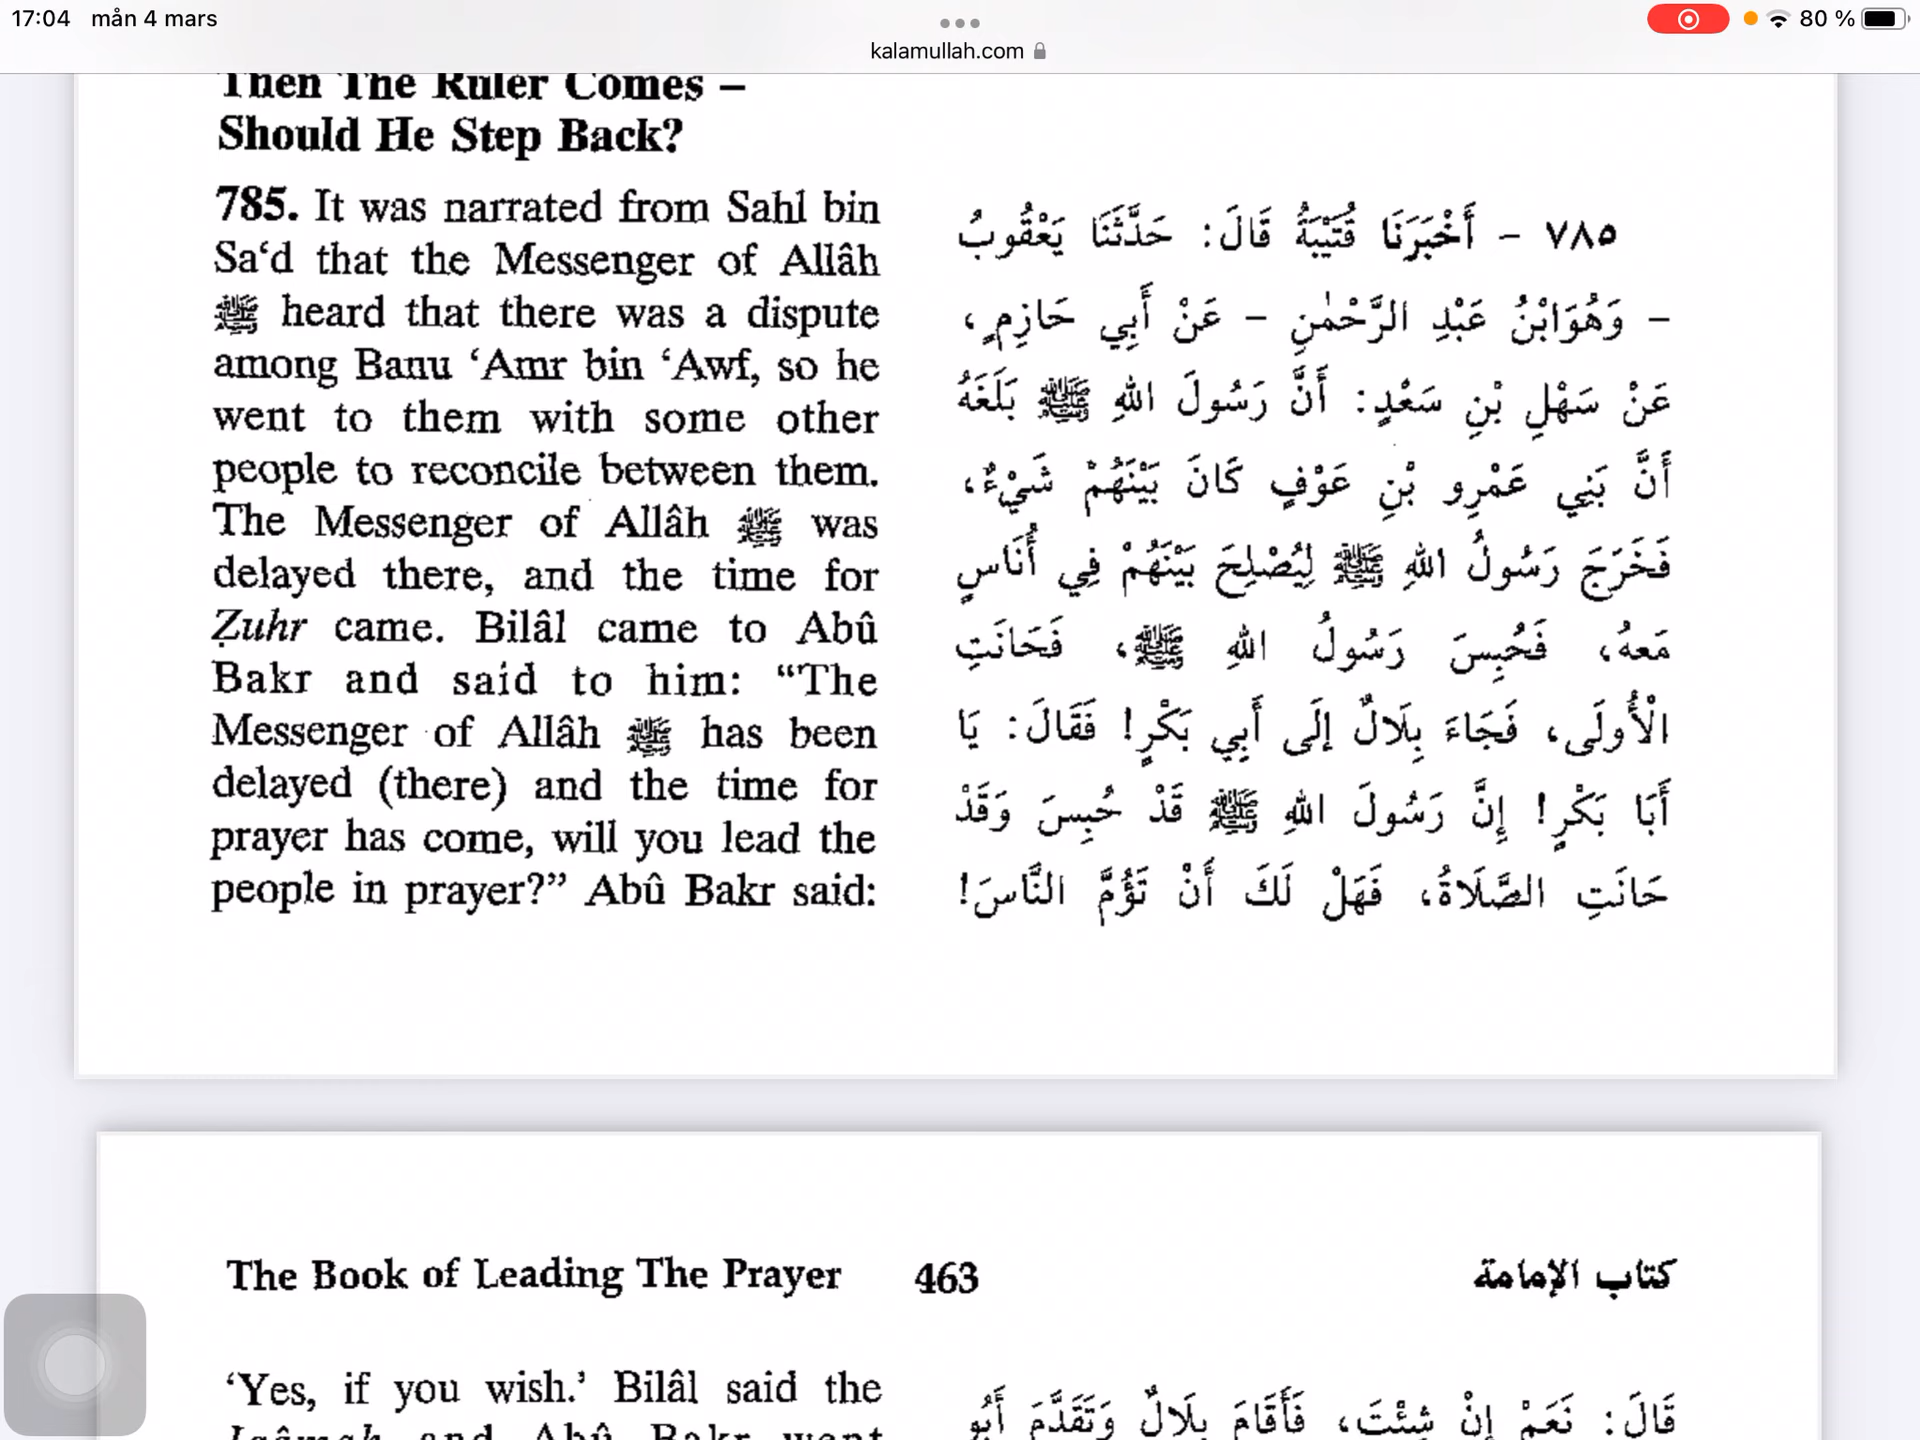 17:04 mån 4 mars
80 %
kalamullah.com
Then The Ruler Comes –
Should He Step Back?
785. It was narrated from Sahl bin
Sa‘d that the Messenger of Allâh
ﷺ heard that there was a dispute
among Banu ‘Amr bin ‘Awf, so he
went to them with some other
people to reconcile between them.
The Messenger of Allâh ﷺ was
delayed there, and the time for
Ẓuhr came. Bilâl came to Abû
Bakr and said to him: “The
Messenger of Allâh ﷺ has been
delayed (there) and the time for
prayer has come, will you lead the
people in prayer?” Abû Bakr said:
٧٨٥ – أَخْبَرَنَا قُتَيْبَةُ قَالَ: حَدَّثَنَا يَعْقُوبُ
– وَهُوَابْنُ عَبْدِ الرَّحْمٰنِ – عَنْ أَبِي حَازِمٍ،
عَنْ سَهْلِ بْنِ سَعْدٍ: أَنَّ رَسُولَ اللهِ ﷺ بَلَغَهُ
أَنَّ بَنِي عَمْرِو بْنِ عَوْفٍ كَانَ بَيْنَهُمْ شَيْءٌ،
فَخَرَجَ رَسُولُ اللهِ ﷺ لِيُصْلِحَ بَيْنَهُمْ فِي أُنَاسٍ
مَعهُ، فَحُبِسَ رَسُولُ اللهِ ﷺ، فَحَانَتِ
الْأُولَى، فَجَاءَ بِلَالٌ إِلَى أَبِي بَكْرٍ! فَقَالَ: يَا
أَبَا بَكْرٍ! إِنَّ رَسُولَ اللهِ ﷺ قَدْ حُبِسَ وَقَدْ
حَانَتِ الصَّلَاةُ، فَهَلْ لَكَ أَنْ تَؤُمَّ النَّاسَ!
The Book of Leading The Prayer 463 كتاب الإمامة
‘Yes, if you wish.’ Bilâl said the
Iqâmah and Abû Bakr went
قَالَ: نَعَمْ إِنْ شِئْتَ، فَأَقَامَ بِلَالٌ وَتَقَدَّمَ أَبُو